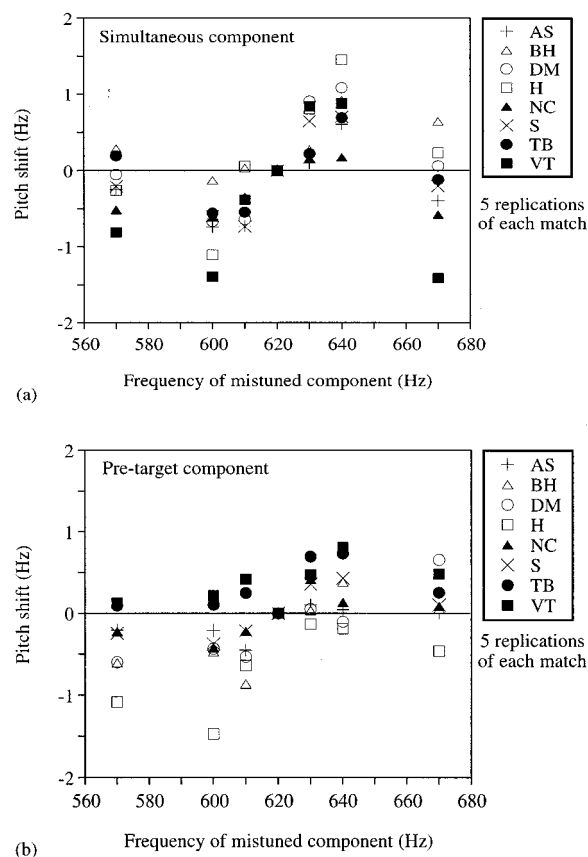 2
Simultaneous component
1
0
-1
-2
Pitch shift (Hz)
560 580 600 620 640 660 680
Frequency of mistuned component (Hz)
(a)
AS
BH
DM
H
NC
S
TB
VT
5 replications
of each match
2
Pre-target component
1
0
-1
-2
Pitch shift (Hz)
560 580 600 620 640 660 680
Frequency of mistuned component (Hz)
(b)
AS
BH
DM
H
NC
S
TB
VT
5 replications
of each match